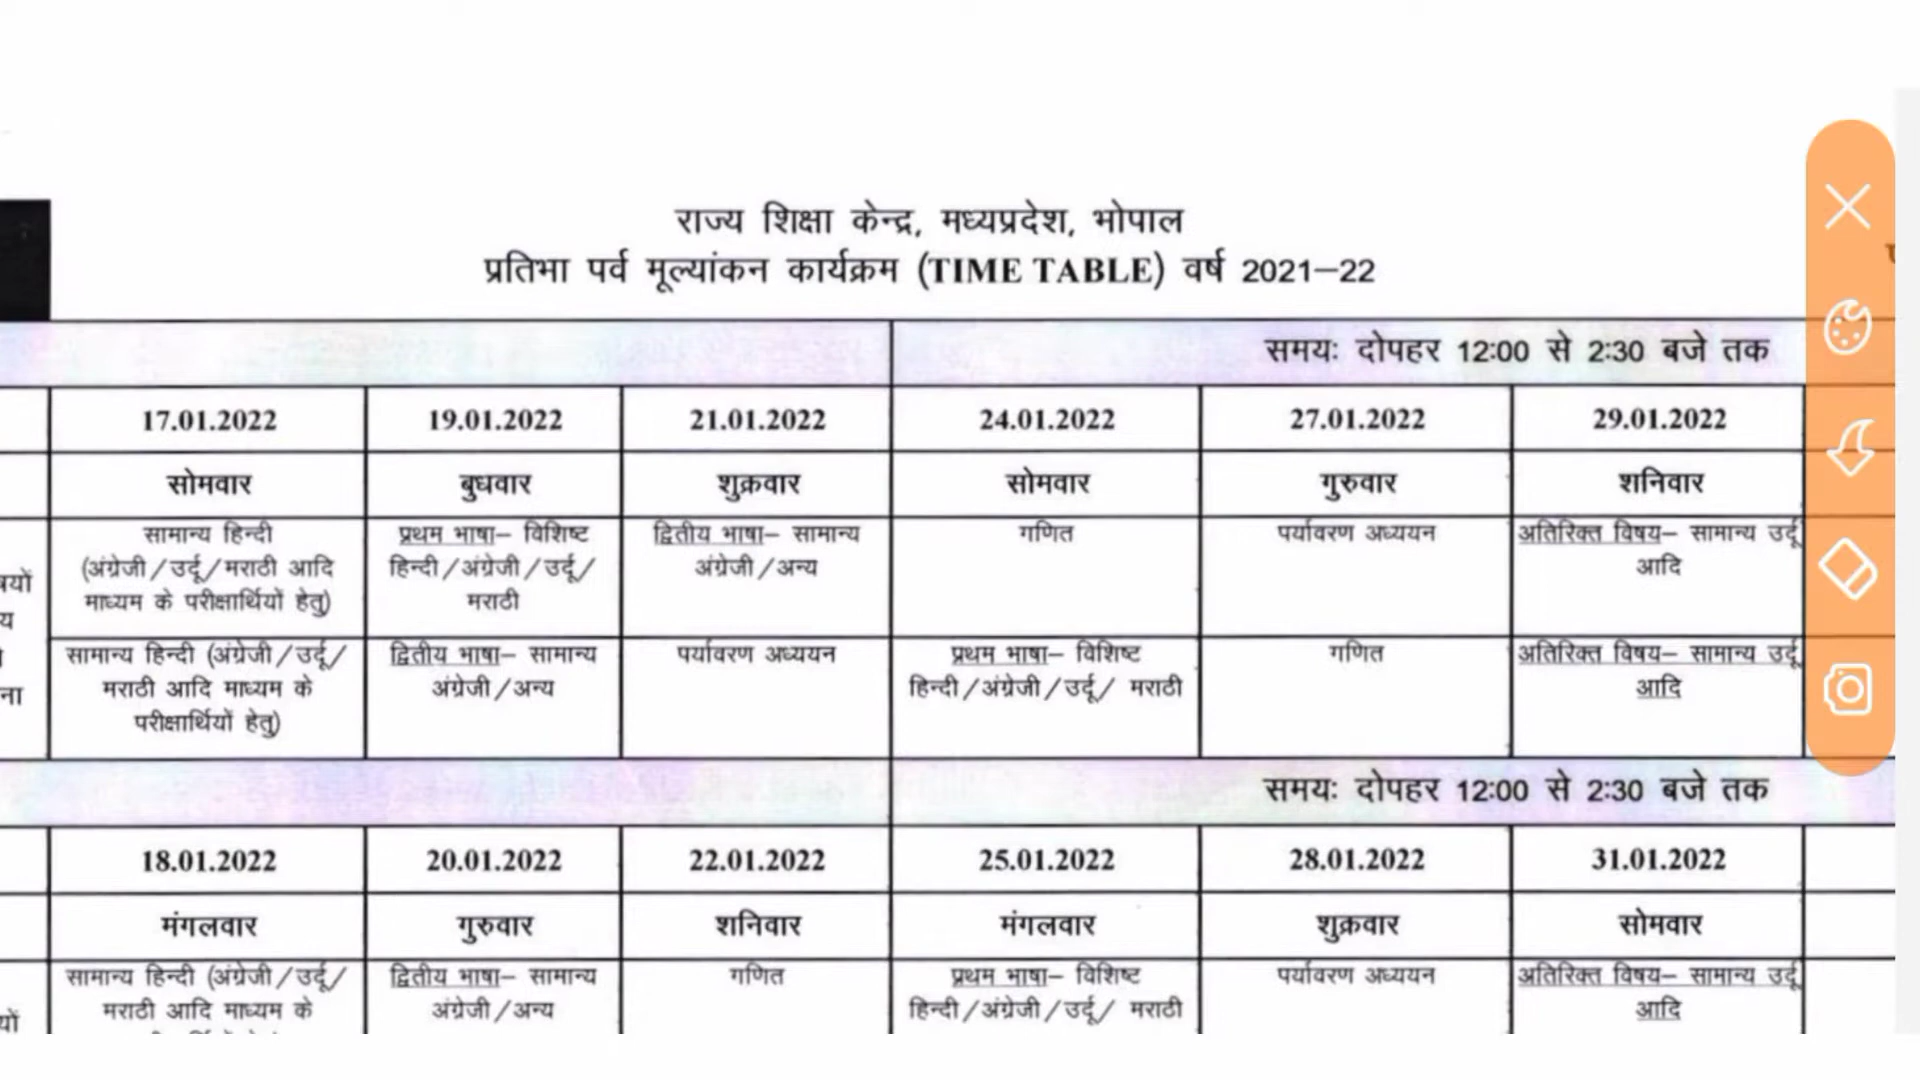 राज्य शिक्षा केन्द्र, मध्यप्रदेश, भोपाल
प्रतिभा पर्व मूल्यांकन कार्यक्रम (TIME TABLE) वर्ष 2021–22
समयः दोपहर 12:00 से 2:30 बजे तक
17.01.2022 19.01.2022 21.01.2022 24.01.2022 27.01.2022 29.01.2022
सोमवार बुधवार शुक्रवार सोमवार गुरुवार शनिवार
सामान्य हिन्दी
(अंग्रेजी/उर्दू/मराठी आदि
माध्यम के परीक्षार्थियों हेतु)
प्रथम भाषा– विशिष्ट
हिन्दी/अंग्रेजी/उर्दू/
मराठी
द्वितीय भाषा– सामान्य
अंग्रेजी/अन्य
गणित
पर्यावरण अध्ययन
अतिरिक्त विषय– सामान्य उर्दू
आदि
सामान्य हिन्दी (अंग्रेजी/उर्दू/
मराठी आदि माध्यम के
परीक्षार्थियों हेतु)
द्वितीय भाषा– सामान्य
अंग्रेजी/अन्य
पर्यावरण अध्ययन
प्रथम भाषा– विशिष्ट
हिन्दी/अंग्रेजी/उर्दू/ मराठी
गणित
अतिरिक्त विषय– सामान्य उर्दू
आदि
समयः दोपहर 12:00 से 2:30 बजे तक
18.01.2022 20.01.2022 22.01.2022 25.01.2022 28.01.2022 31.01.2022
मंगलवार गुरुवार शनिवार मंगलवार शुक्रवार सोमवार
सामान्य हिन्दी (अंग्रेजी/उर्दू/
मराठी आदि माध्यम के
द्वितीय भाषा– सामान्य
अंग्रेजी/अन्य
गणित
प्रथम भाषा– विशिष्ट
हिन्दी/अंग्रेजी/उर्दू/ मराठी
पर्यावरण अध्ययन
अतिरिक्त विषय– सामान्य उर्दू
आदि